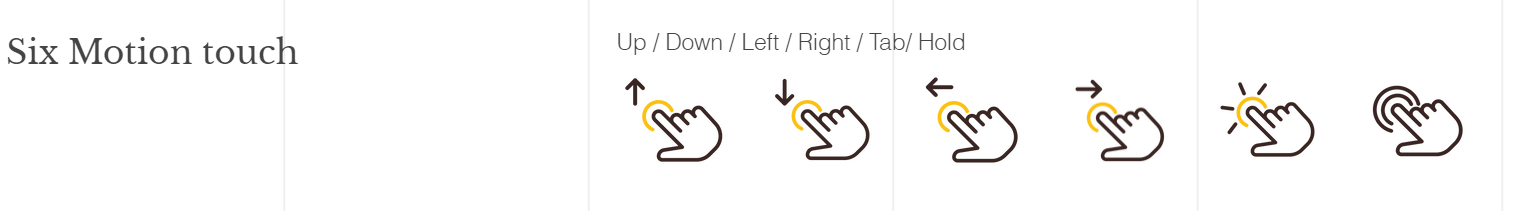 Six Motion touch
Up / Down / Left / Right / Tab/ Hold